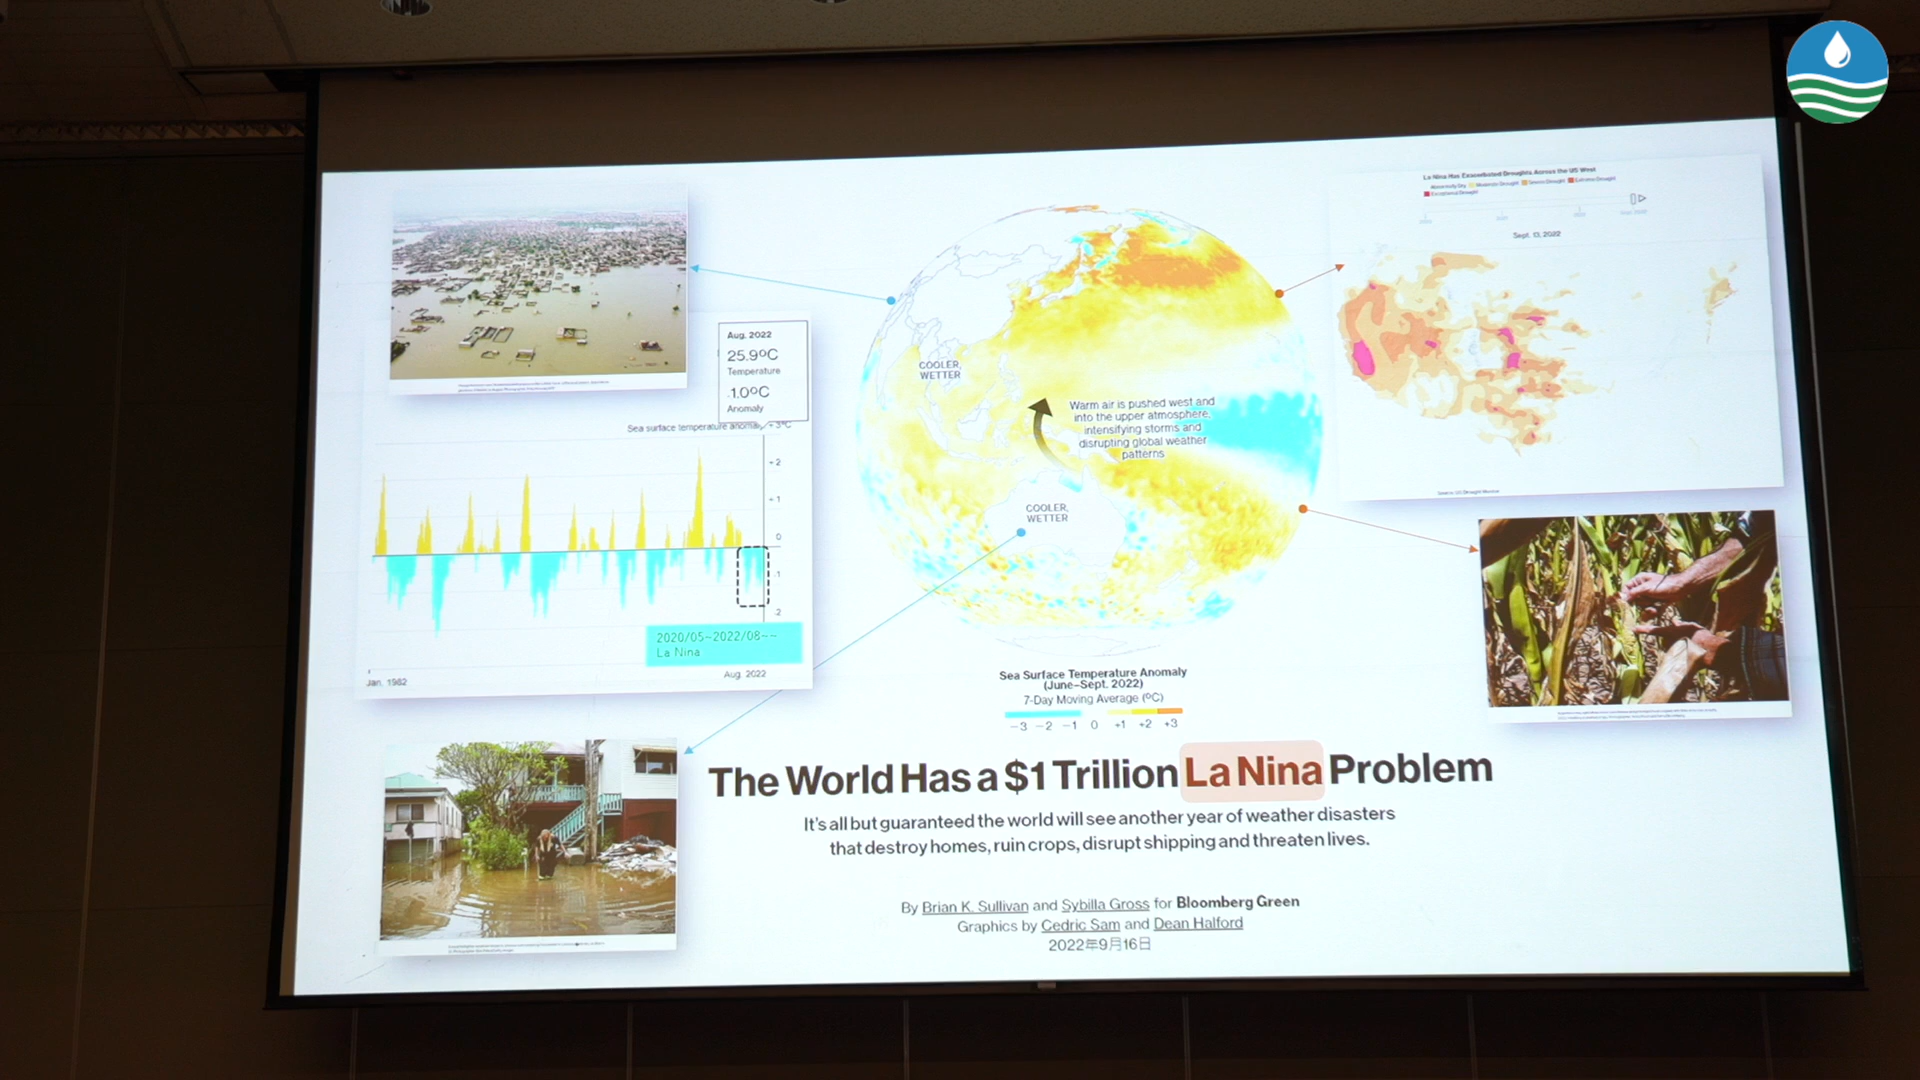 La Nina Has Exacerbated Droughts Across the US West
Abnormally Dry Moderate Drought Severe Drought Extreme Drought
Exceptional Drought
Sept. 13, 2022
Source: US Drought Monitor
Aug. 2022
25.9ºC
Temperature
-1.0ºC
Anomaly
Sea surface temperature anomaly
+3ºC
+2
+1
0
-1
-2
2020/05~2022/08~~
La Nina
Jan. 1982
Aug. 2022
COOLER,
WETTER
Warm air is pushed west and
into the upper atmosphere,
intensifying storms and
disrupting global weather
patterns
COOLER,
WETTER
Sea Surface Temperature Anomaly
(June–Sept. 2022)
7-Day Moving Average (ºC)
−3 −2 −1 0 +1 +2 +3
The World Has a $1 Trillion La Nina Problem
It's all but guaranteed the world will see another year of weather disasters
that destroy homes, ruin crops, disrupt shipping and threaten lives.
By Brian K. Sullivan and Sybilla Gross for Bloomberg Green
Graphics by Cedric Sam and Dean Halford
2022年9月16日